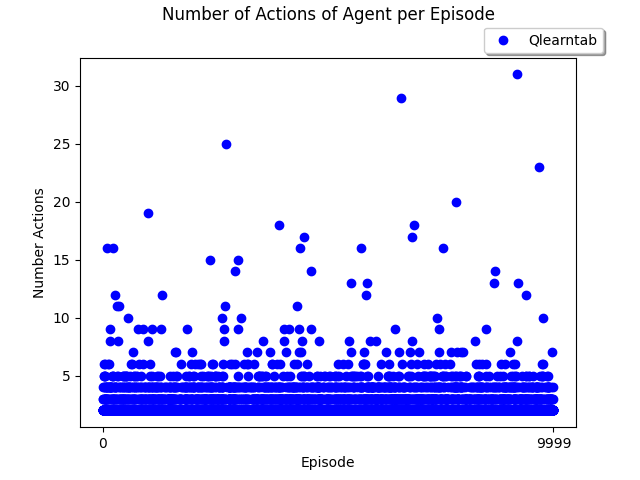 Number of Actions of Agent per Episode
Qlearntab
30
25
20
15
10
5
Number Actions
0
9999
Episode